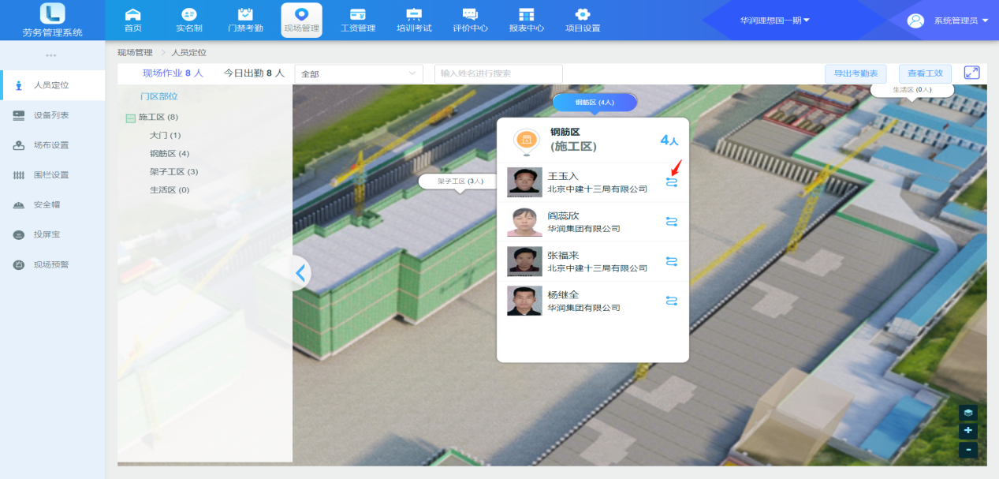 劳务管理系统
首页
实名制
门禁考勤
现场管理
工资管理
培训考试
评价中心
报表中心
项目设置
华润理想国一期
系统管理员
人员定位
设备列表
场布设置
围栏设置
安全帽
投屏宝
现场预警
现场管理 > 人员定位
现场作业 8 人
今日出勤 8 人
全部
输入姓名进行搜索
导出考勤表
查看工效
门区部位
施工区 (8)
大门 (1)
钢筋区 (4)
架子工区 (3)
生活区 (0)
生活区 (0人)
钢筋区 (4人)
架子工区 (3人)
钢筋区
(施工区)
4人
王玉入
北京中建十三局有限公司
阎蕊欣
华润集团有限公司
张福来
北京中建十三局有限公司
杨继全
华润集团有限公司